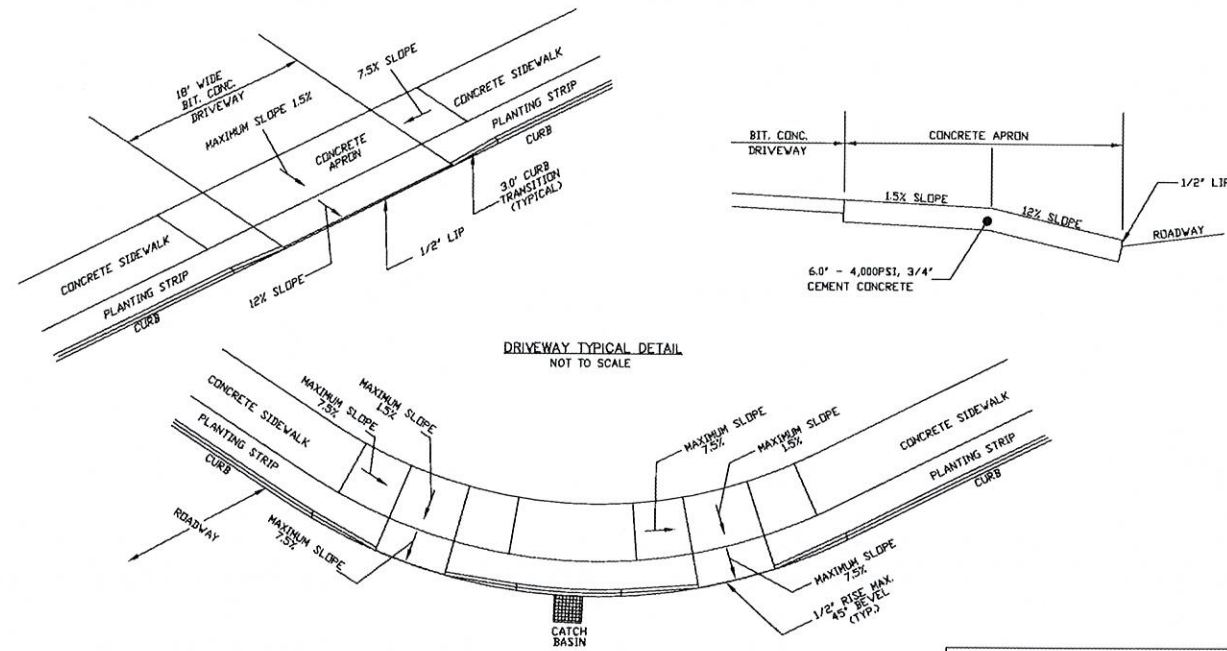 18' WIDE
BIT. CONC.
DRIVEWAY
MAXIMUM SLOPE 1.5%
7.5% SLOPE
CONCRETE SIDEWALK
PLANTING STRIP
CURB
CONCRETE
APRON
3.0' CURB
TRANSITION
(TYPICAL)
1/2" LIP
12% SLOPE
CONCRETE SIDEWALK
PLANTING STRIP
CURB
BIT. CONC.
DRIVEWAY
CONCRETE APRON
1.5% SLOPE
12% SLOPE
1/2" LIP
ROADWAY
6.0" - 4,000PSI, 3/4"
CEMENT CONCRETE
DRIVEWAY TYPICAL DETAIL
NOT TO SCALE
CONCRETE SIDEWALK
PLANTING STRIP
CURB
ROADWAY
MAXIMUM SLOPE
7.5%
MAXIMUM SLOPE
1.5%
MAXIMUM SLOPE
7.5%
MAXIMUM SLOPE
7.5%
MAXIMUM SLOPE
1.5%
CONCRETE SIDEWALK
PLANTING STRIP
CURB
MAXIMUM SLOPE
7.5%
1/2" RISE MAX.
45° BEVEL
(TYP.)
CATCH
BASIN